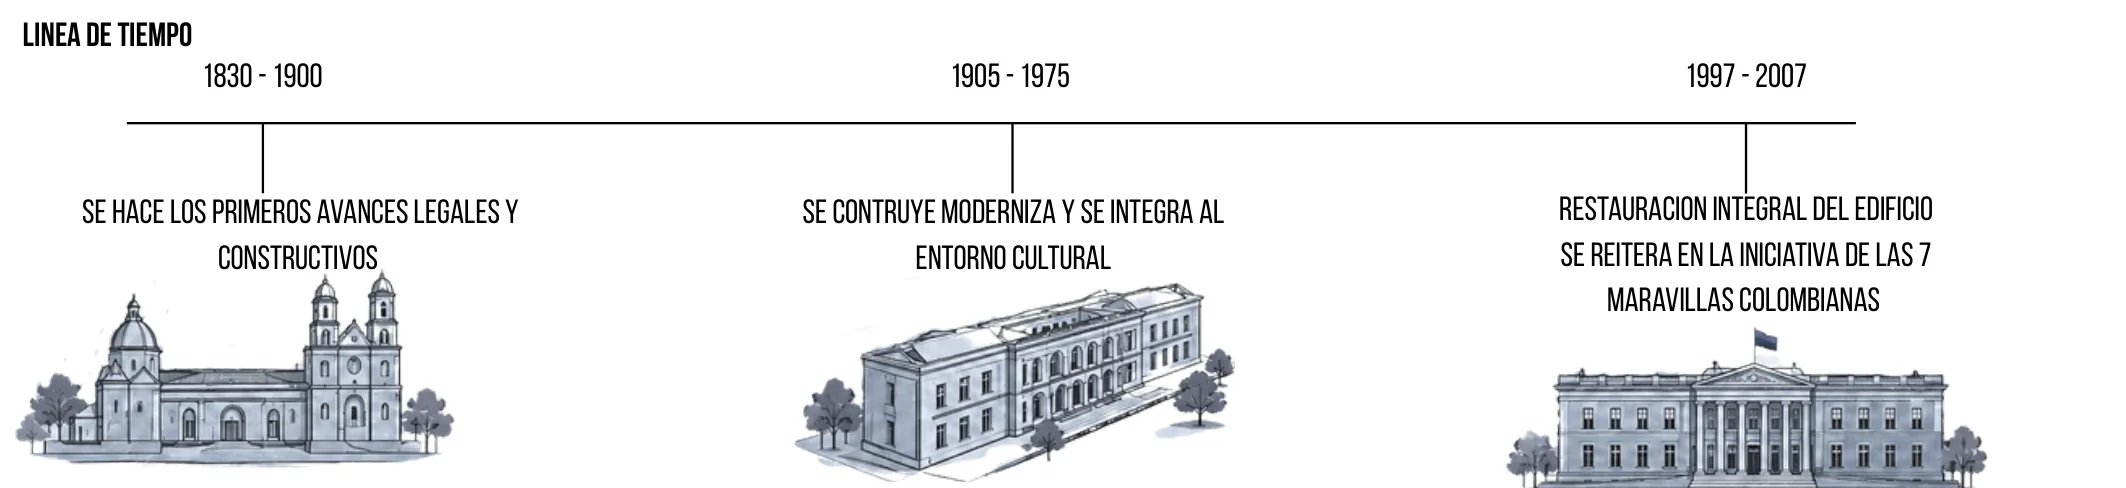 LINEA DE TIEMPO
1830 - 1900
1905 - 1975
1997 - 2007
SE HACE LOS PRIMEROS AVANCES LEGALES Y
CONSTRUCTIVOS
SE CONTRUYE MODERNIZA Y SE INTEGRA AL
ENTORNO CULTURAL
RESTAURACION INTEGRAL DEL EDIFICIO
SE REITERA EN LA INICIATIVA DE LAS 7
MARAVILLAS COLOMBIANAS